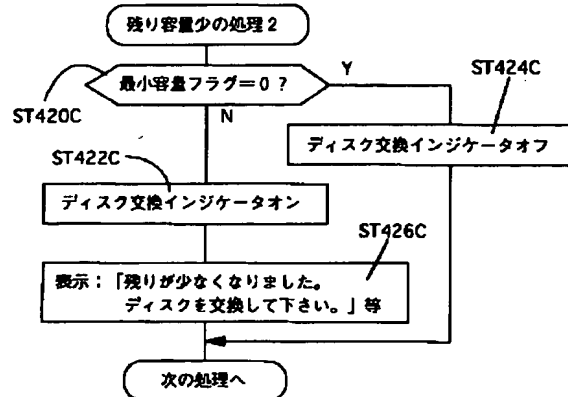 残り容量少の処理2
最小容量フラグ=0?
Y
ST424C
ST420C
N
ST422C
ディスク交換インジケータオフ
ディスク交換インジケータオン
ST426C
表示:「残りが少なくなりました。
ディスクを交換して下さい。」等
次の処理へ